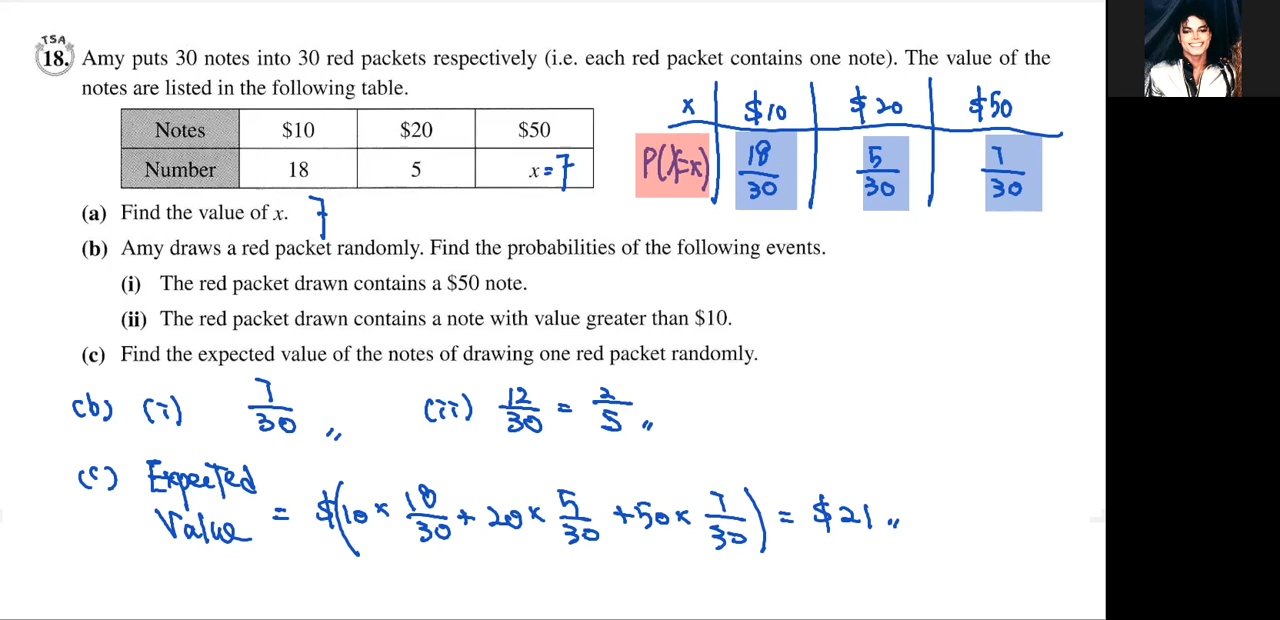 TSA
18. Amy puts 30 notes into 30 red packets respectively (i.e. each red packet contains one note). The value of the
notes are listed in the following table.
Notes $10 $20 $50
Number 18 5 x = 7
x $10 $20 $50
P(X=x) 18/30 5/30 7/30
(a) Find the value of x. 7
(b) Amy draws a red packet randomly. Find the probabilities of the following events.
(i) The red packet drawn contains a $50 note.
(ii) The red packet drawn contains a note with value greater than $10.
(c) Find the expected value of the notes of drawing one red packet randomly.
(b) (i) 7/30 〃 (ii) 12/30 = 2/5 〃
(c) Expected
Value = $(10 × 18/30 + 20 × 5/30 + 50 × 7/30) = $21 〃